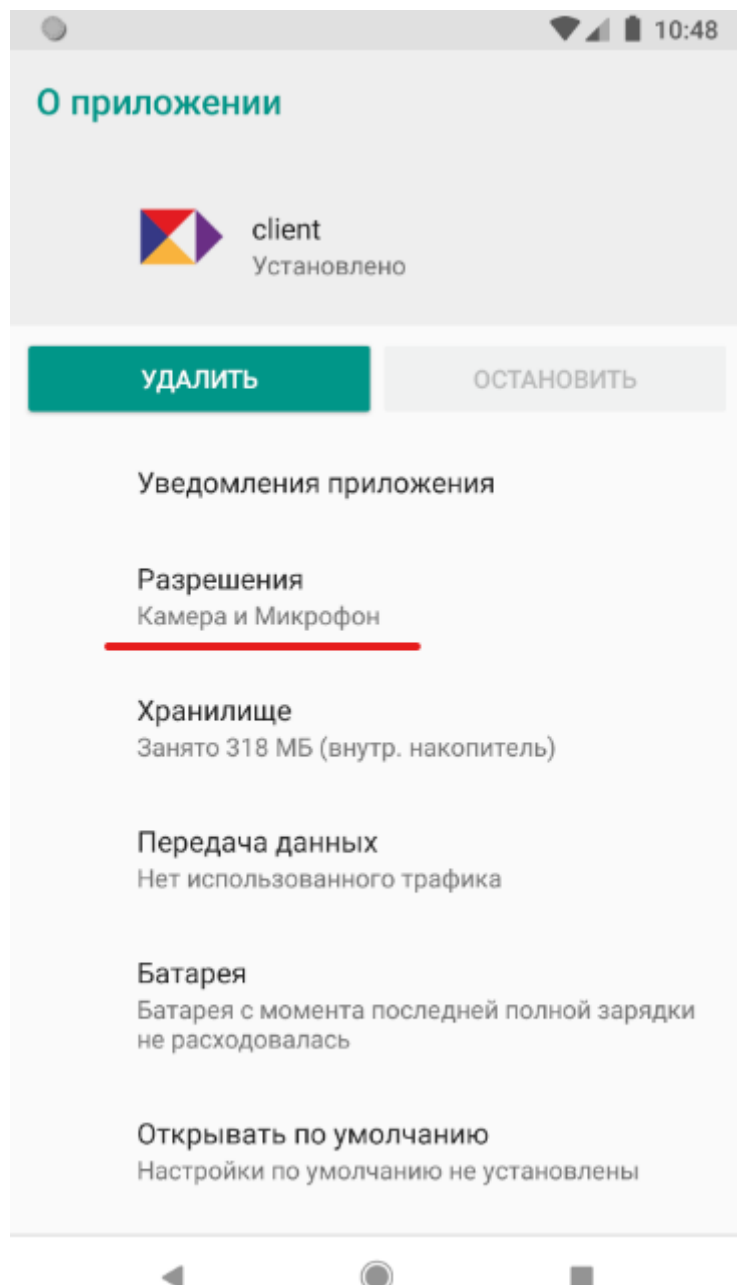 10:48
О приложении
client
Установлено
УДАЛИТЬ
ОСТАНОВИТЬ
Уведомления приложения
Разрешения
Камера и Микрофон
Хранилище
Занято 318 МБ (внутр. накопитель)
Передача данных
Нет использованного трафика
Батарея
Батарея с момента последней полной зарядки
не расходовалась
Открывать по умолчанию
Настройки по умолчанию не установлены